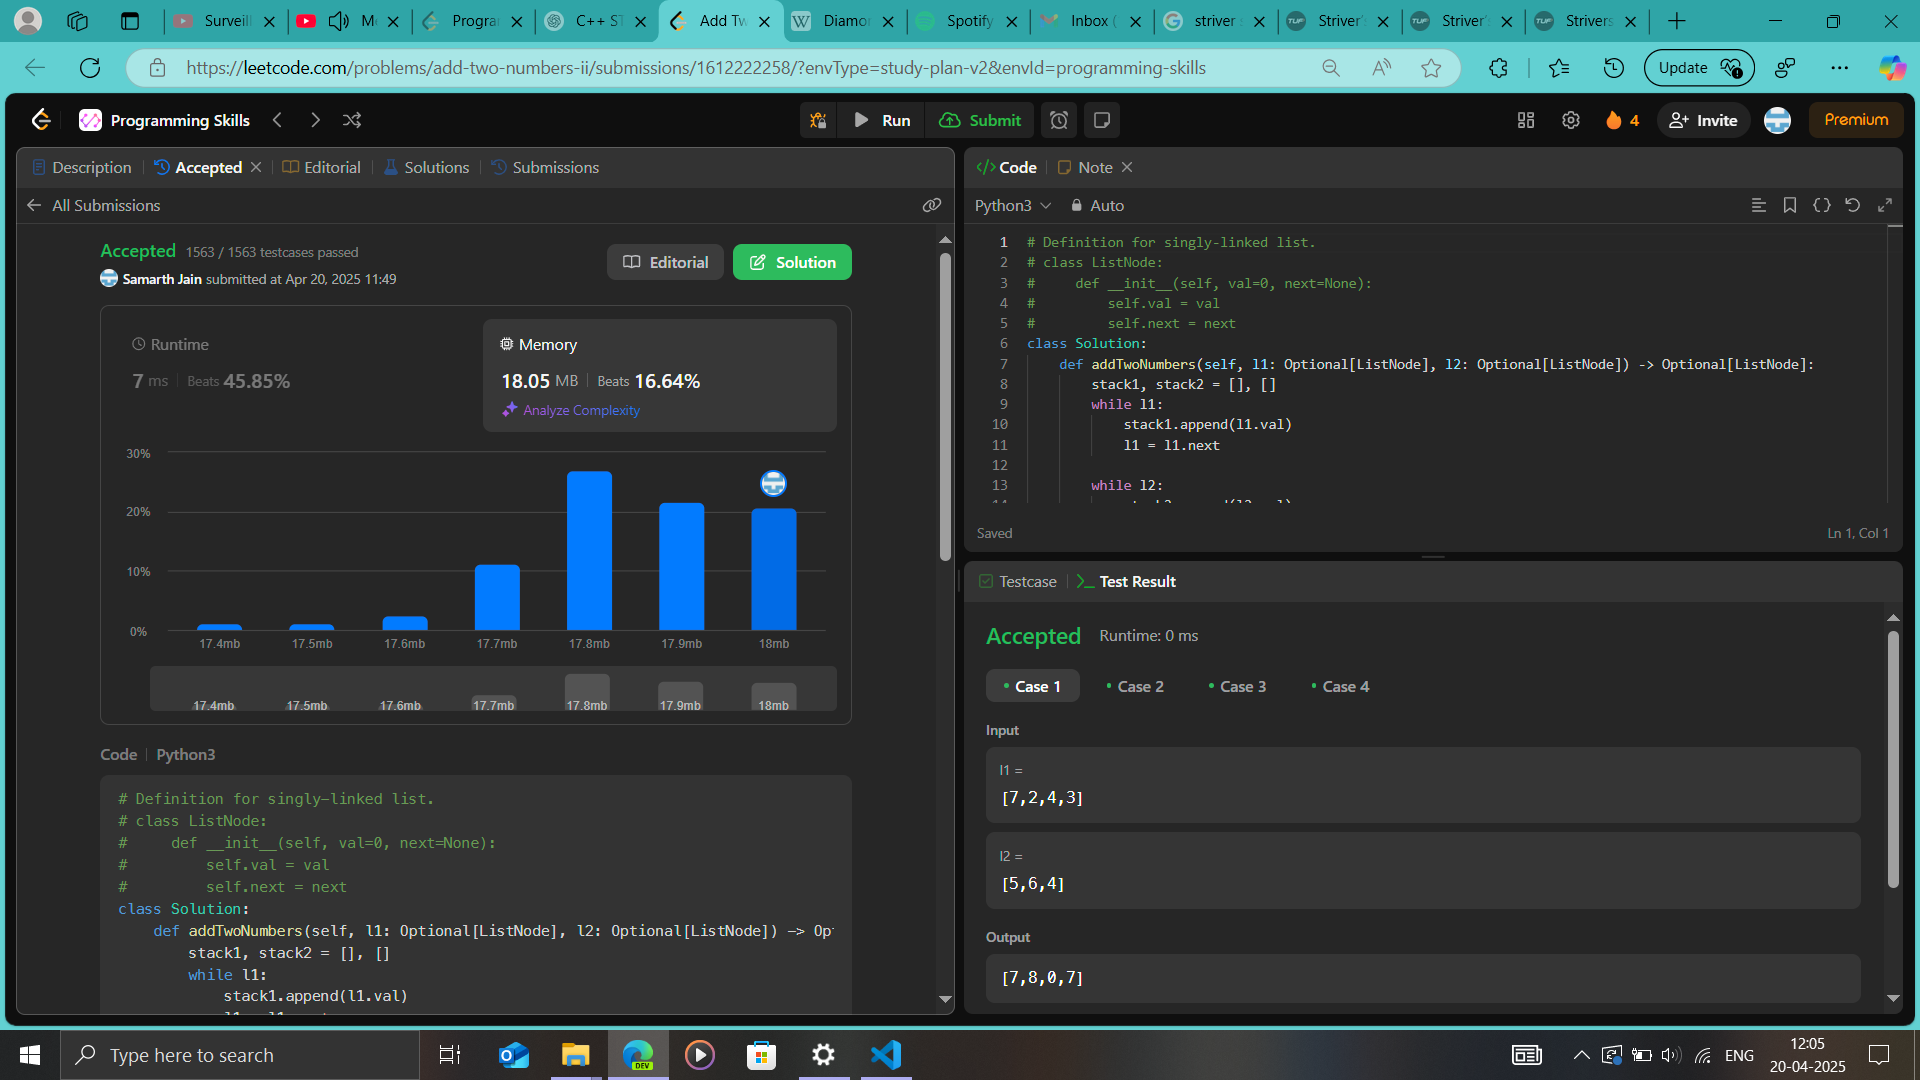 Surveil
Me
Program
C++ ST
Add Tw
Diamon
Spotify
Inbox (
striver
Striver's
Striver's
Strivers
https://leetcode.com/problems/add-two-numbers-ii/submissions/1612222258/?envType=study-plan-v2&envId=programming-skills
Update
Programming Skills
Run
Submit
4
Invite
Premium
Description
Accepted
Editorial
Solutions
Submissions
All Submissions
Accepted 1563 / 1563 testcases passed
Samarth Jain submitted at Apr 20, 2025 11:49
Editorial
Solution
Runtime
7 ms Beats 45.85%
Memory
18.05 MB Beats 16.64%
Analyze Complexity
30%
20%
10%
0%
17.4mb 17.5mb 17.6mb 17.7mb 17.8mb 17.9mb 18mb
17.4mb 17.5mb 17.6mb 17.7mb 17.8mb 17.9mb 18mb
Code Python3
# Definition for singly-linked list.
# class ListNode:
#     def __init__(self, val=0, next=None):
#         self.val = val
#         self.next = next
class Solution:
    def addTwoNumbers(self, l1: Optional[ListNode], l2: Optional[ListNode]) -> Opt
        stack1, stack2 = [], []
        while l1:
            stack1.append(l1.val)
Code
Note
Python3
Auto
1 # Definition for singly-linked list.
2 # class ListNode:
3 #     def __init__(self, val=0, next=None):
4 #         self.val = val
5 #         self.next = next
6 class Solution:
7     def addTwoNumbers(self, l1: Optional[ListNode], l2: Optional[ListNode]) -> Optional[ListNode]:
8         stack1, stack2 = [], []
9         while l1:
10             stack1.append(l1.val)
11             l1 = l1.next
12
13         while l2:
Saved
Ln 1, Col 1
Testcase
Test Result
Accepted Runtime: 0 ms
Case 1
Case 2
Case 3
Case 4
Input
l1 =
[7,2,4,3]
l2 =
[5,6,4]
Output
[7,8,0,7]
Type here to search
DEV
ENG
12:05
20-04-2025